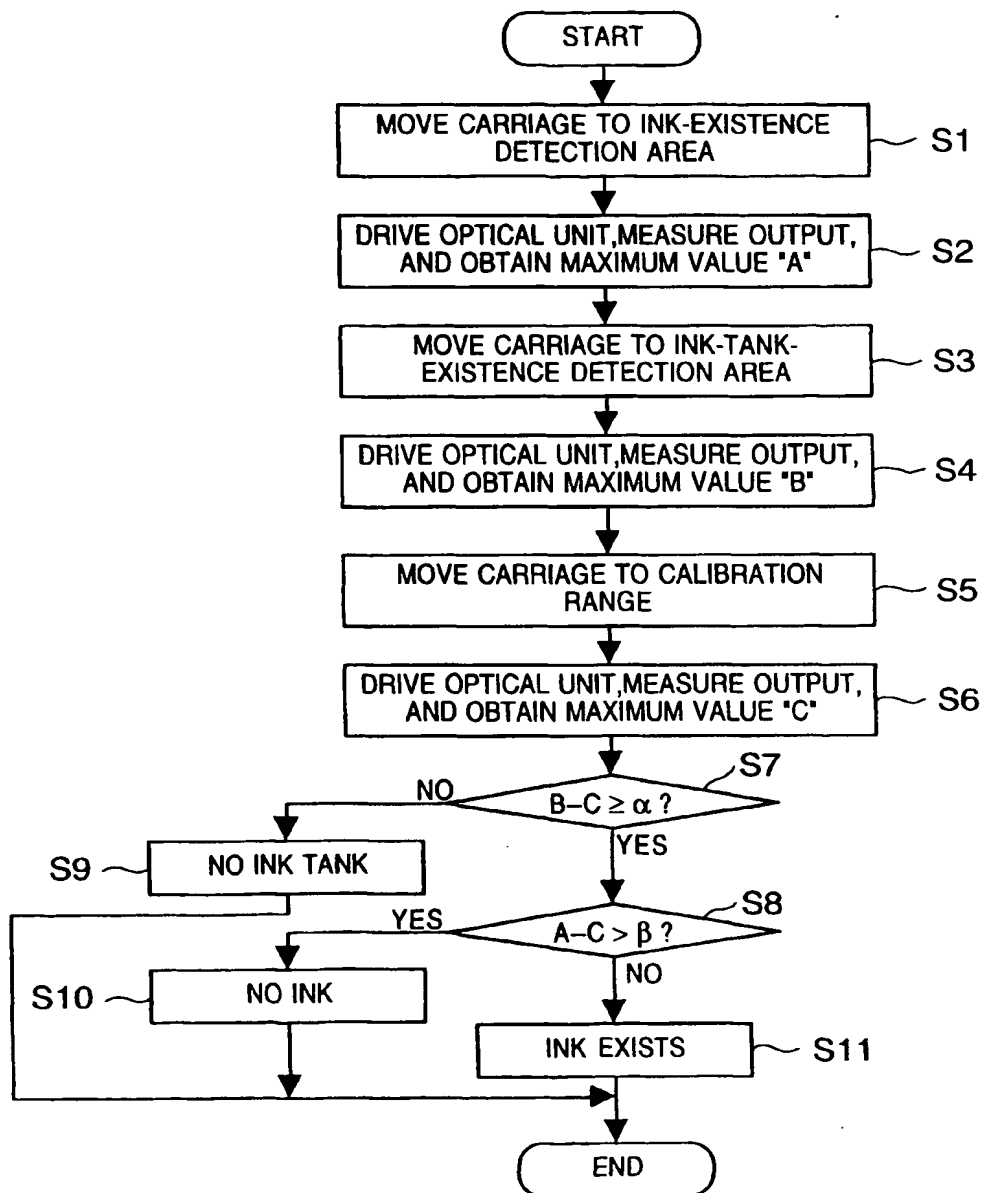 START
MOVE CARRIAGE TO INK-EXISTENCE
DETECTION AREA
S1
DRIVE OPTICAL UNIT,MEASURE OUTPUT,
AND OBTAIN MAXIMUM VALUE "A"
S2
MOVE CARRIAGE TO INK-TANK-
EXISTENCE DETECTION AREA
S3
DRIVE OPTICAL UNIT,MEASURE OUTPUT,
AND OBTAIN MAXIMUM VALUE "B"
S4
MOVE CARRIAGE TO CALIBRATION
RANGE
S5
DRIVE OPTICAL UNIT,MEASURE OUTPUT,
AND OBTAIN MAXIMUM VALUE "C"
S6
S7
NO
B–C ≥ α ?
YES
S9
NO INK TANK
S8
YES
A–C > β ?
NO
S10
NO INK
INK EXISTS
S11
END